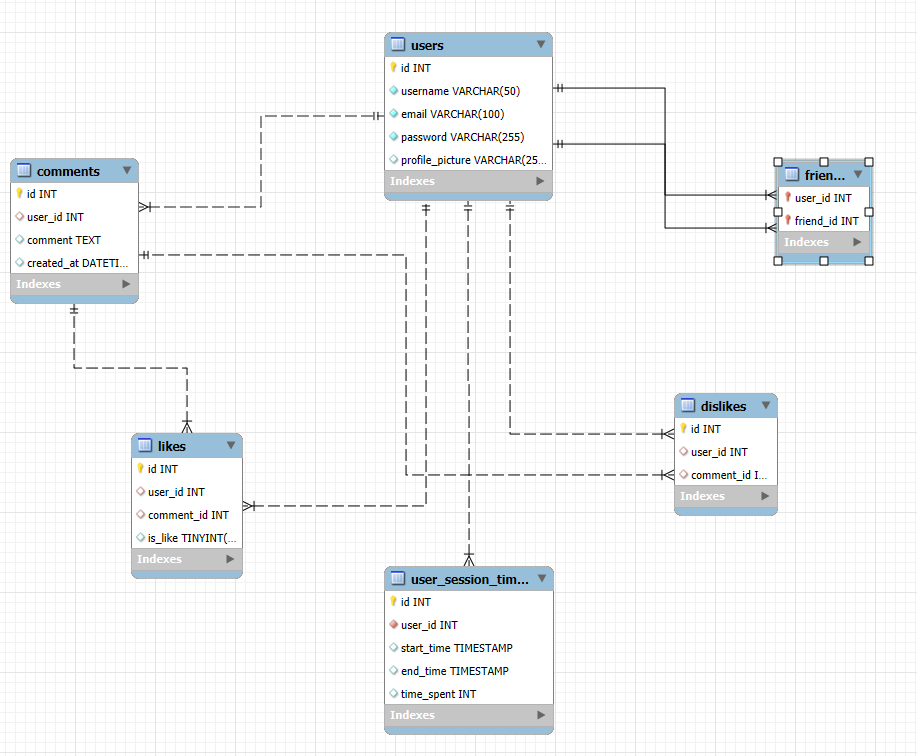 users
id INT
username VARCHAR(50)
email VARCHAR(100)
password VARCHAR(255)
profile_picture VARCHAR(25...
Indexes
comments
id INT
user_id INT
comment TEXT
created_at DATETI...
Indexes
frien...
user_id INT
friend_id INT
Indexes
likes
id INT
user_id INT
comment_id INT
is_like TINYINT(...
Indexes
dislikes
id INT
user_id INT
comment_id I...
Indexes
user_session_tim...
id INT
user_id INT
start_time TIMESTAMP
end_time TIMESTAMP
time_spent INT
Indexes